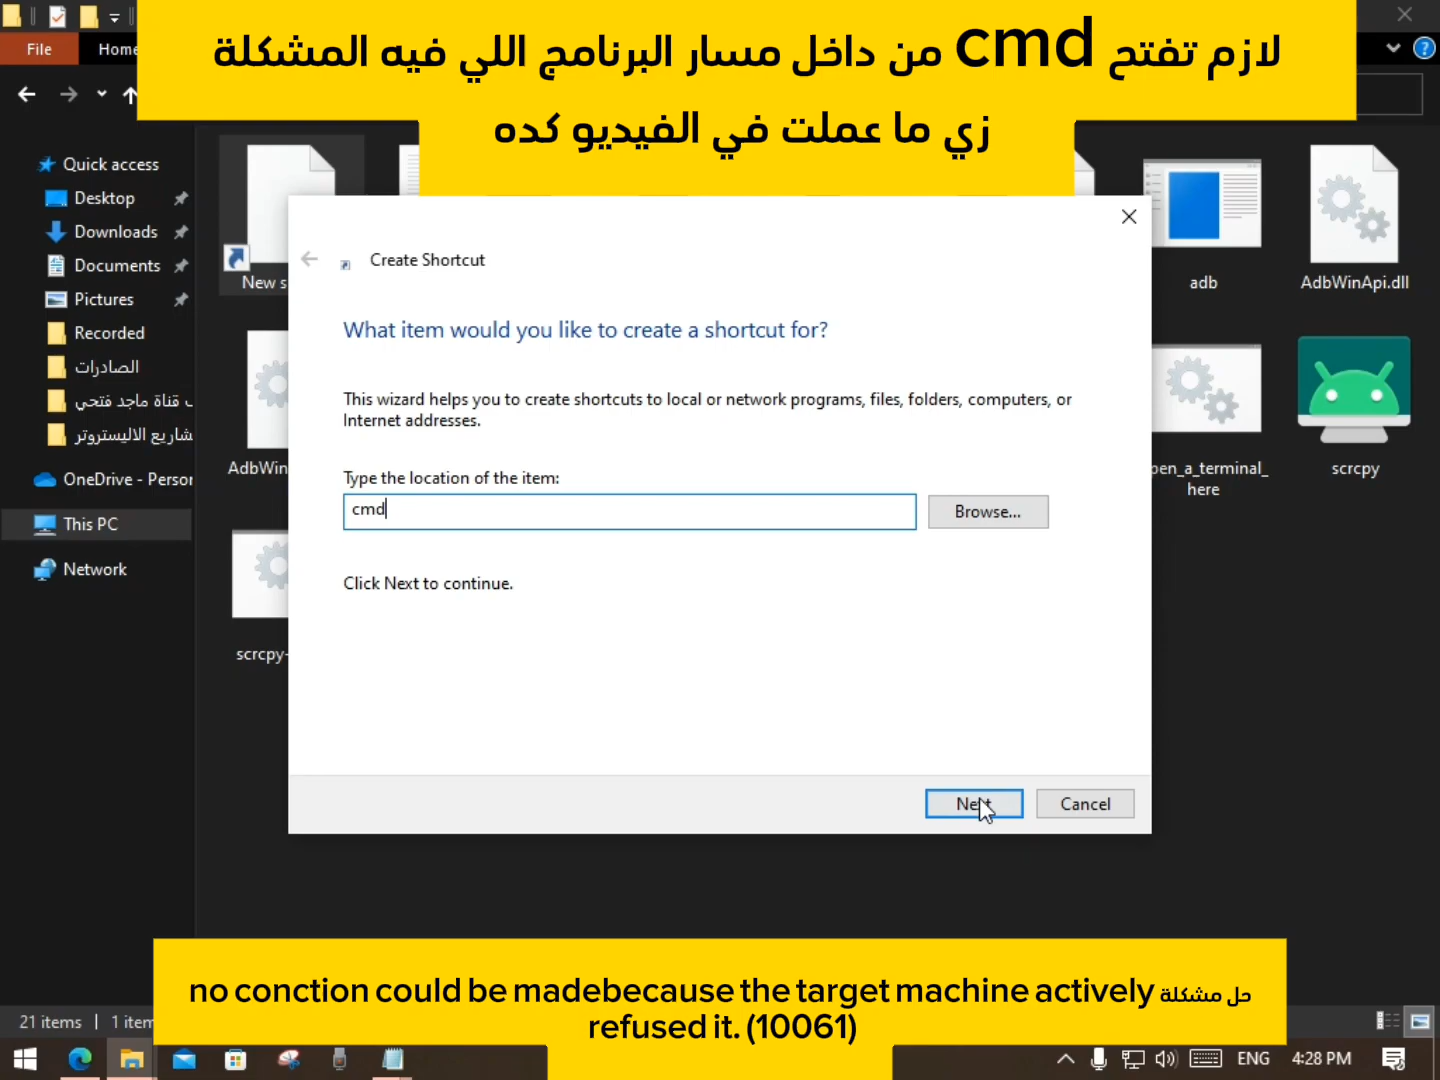 لازم تفتح cmd من داخل مسار البرنامج اللي فيه المشكلة
زي ما عملت في الفيديو كده
File
Home
Quick access
Desktop
Downloads
Documents
Pictures
Recorded
الصادرات
قناة ماجد فتحي
شاريع الاليستروتر
OneDrive - Person
This PC
Network
New s
adb
AdbWinApi.dll
AdbWin
pen_a_terminal_
here
scrcpy
scrcpy-
Create Shortcut
What item would you like to create a shortcut for?
This wizard helps you to create shortcuts to local or network programs, files, folders, computers, or
Internet addresses.
Type the location of the item:
cmd
Browse...
Click Next to continue.
Next
Cancel
حل مشكلة no conction could be madebecause the target machine actively
refused it. (10061)
21 items
1 item
ENG
4:28 PM